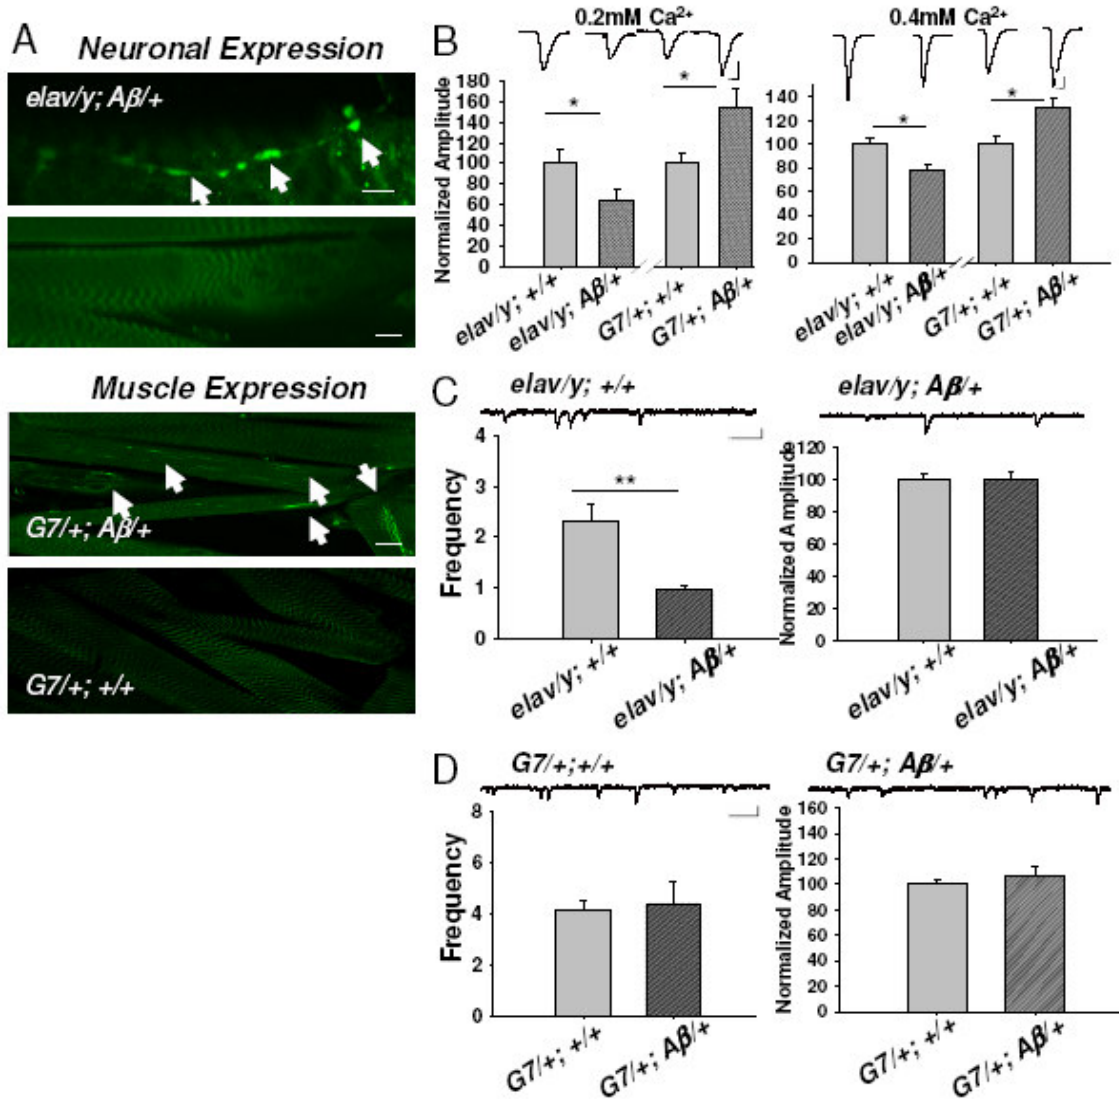 A
Neuronal Expression
elav/y; Aβ/+
Muscle Expression
G7/+; Aβ/+
G7/+; +/+
B
0.2mM Ca²⁺
0.4mM Ca²⁺
Normalized Amplitude
180
160
140
120
100
80
60
40
20
0
*
*
elav/y; +/+
elav/y; Aβ/+
G7/+; +/+
G7/+; Aβ/+
140
120
100
80
60
40
20
0
*
*
elav/y; +/+
elav/y; Aβ/+
G7/+; +/+
G7/+; Aβ/+
C
elav/y; +/+
elav/y; Aβ/+
Frequency
4
3
2
1
0
**
elav/y; +/+
elav/y; Aβ/+
Normalized Amplitude
120
100
80
60
40
20
0
elav/y; +/+
elav/y; Aβ/+
D
G7/+;+/+
G7/+; Aβ/+
Frequency
8
6
4
2
0
G7/+; +/+
G7/+; Aβ/+
Normalized Amplitude
160
140
120
100
80
60
40
20
0
G7/+; +/+
G7/+; Aβ/+